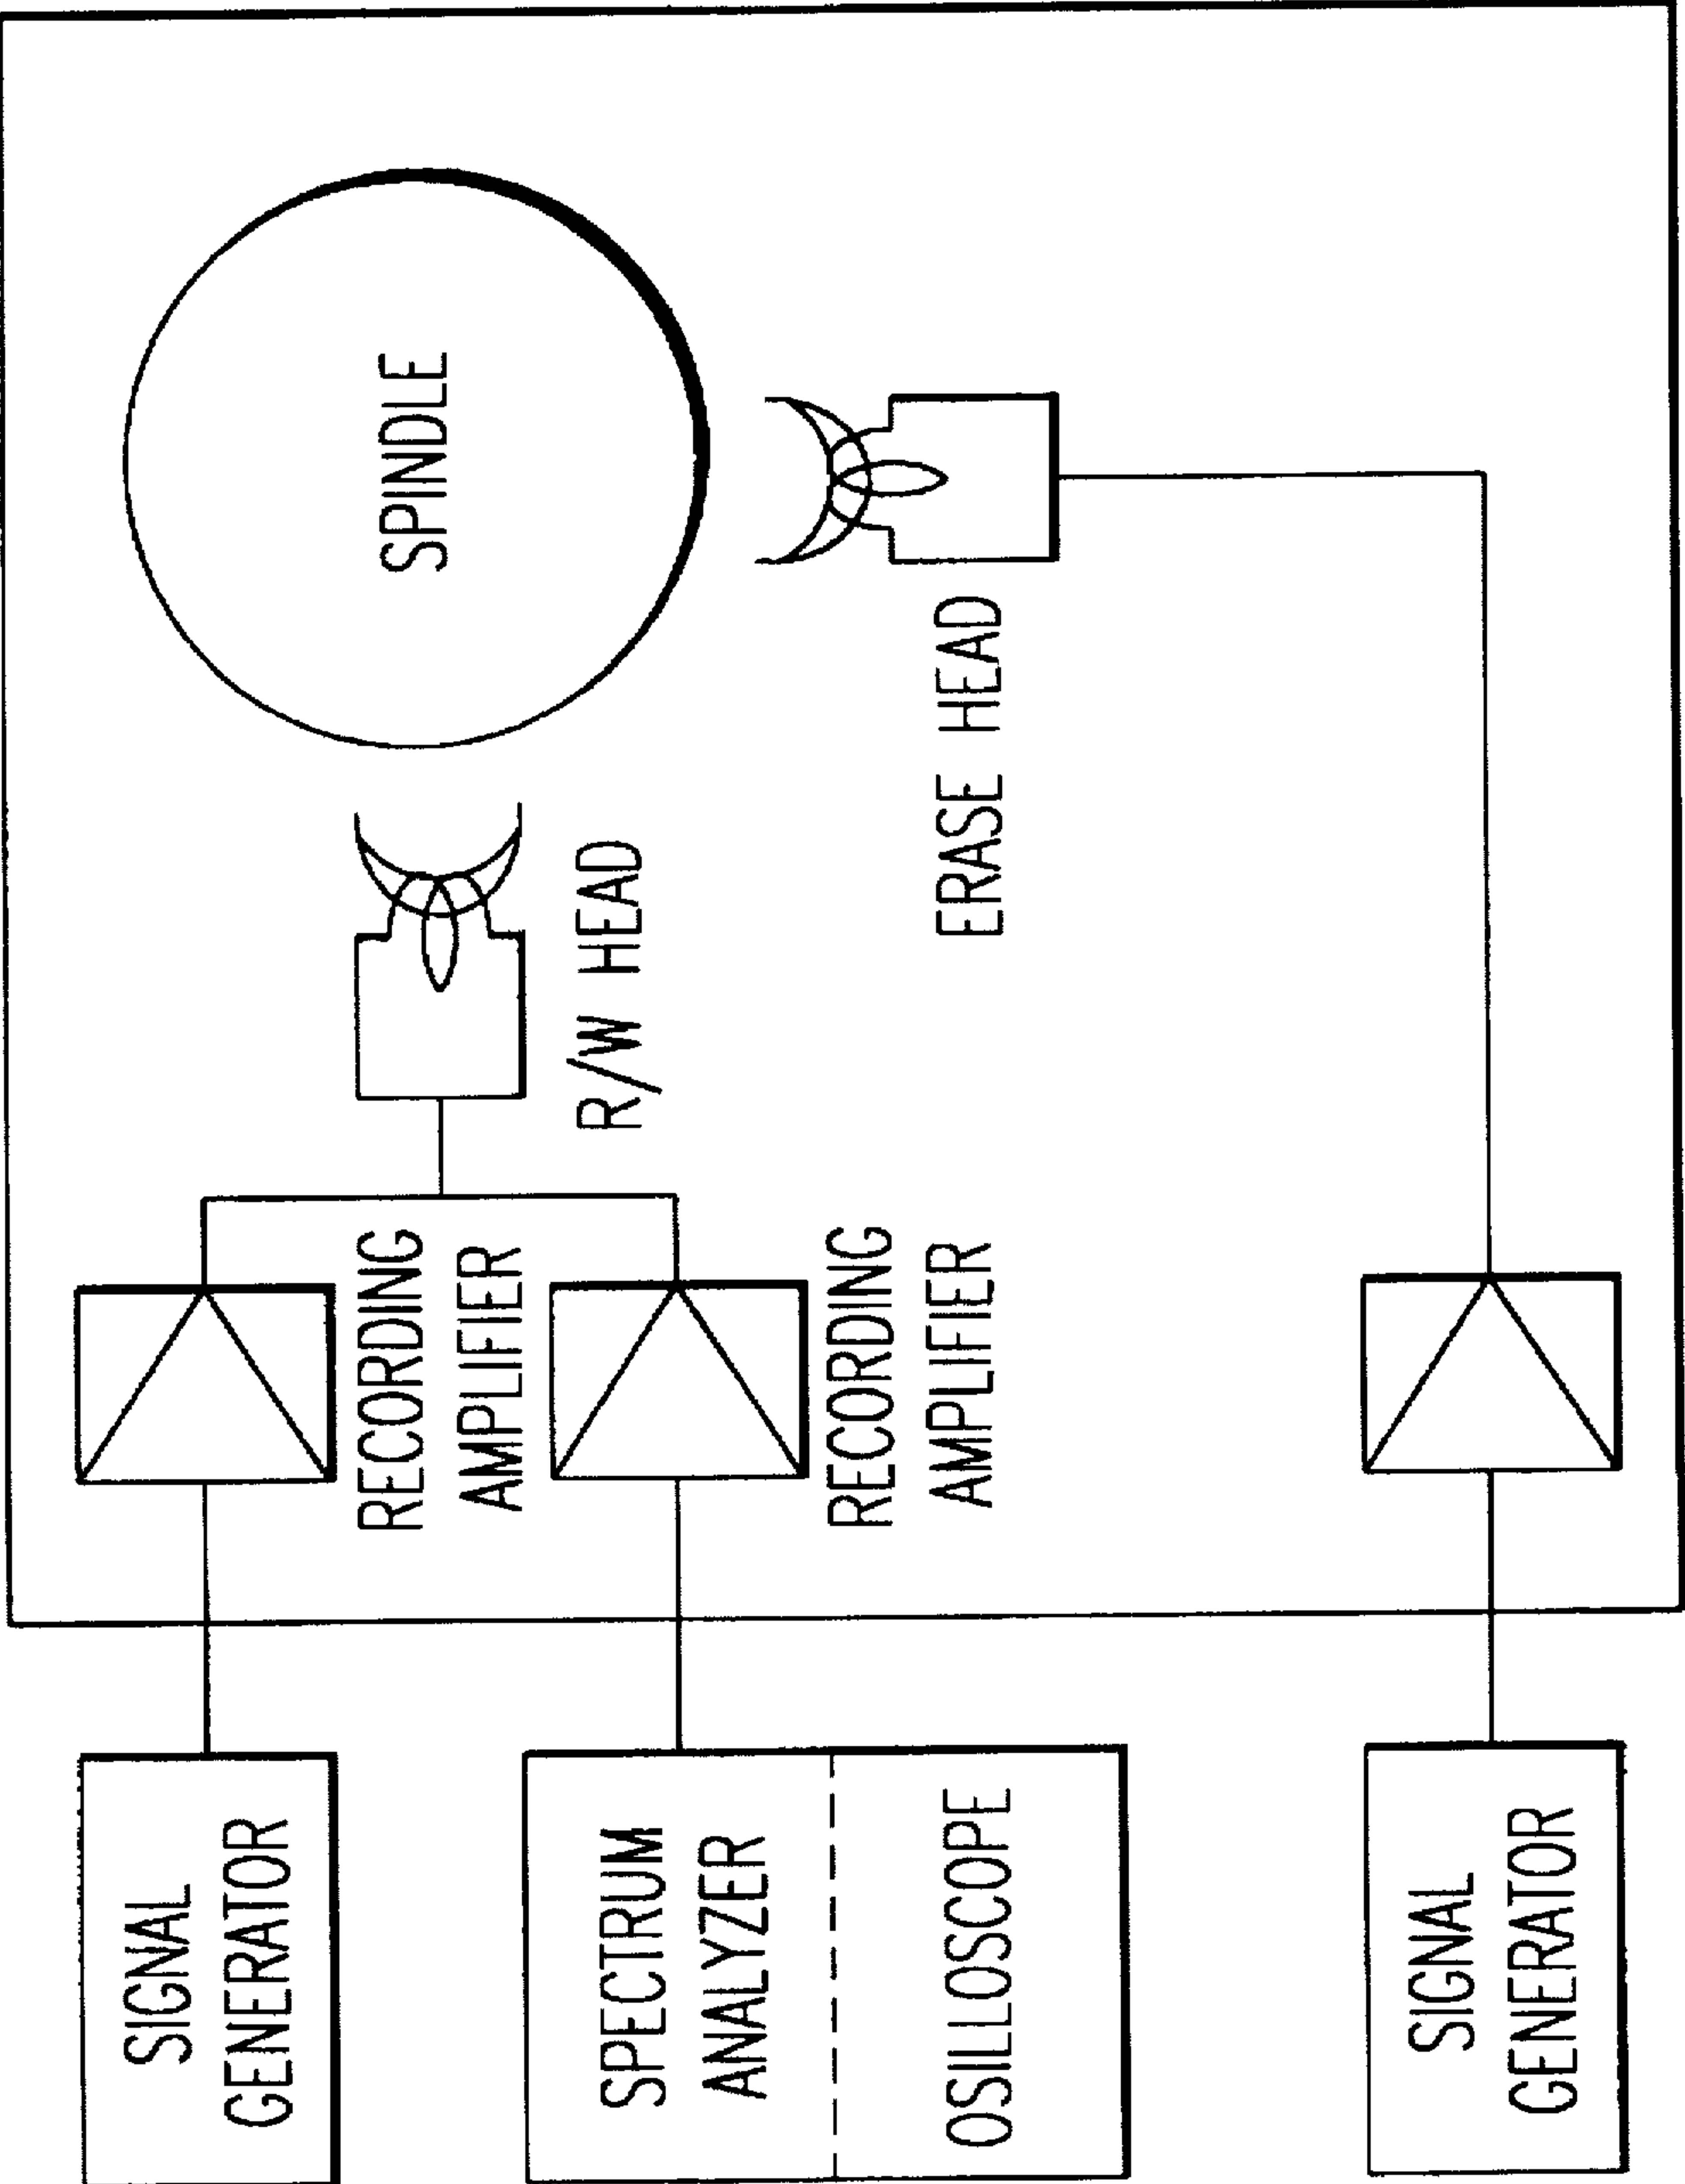 SIGNAL
GENERATOR
RECORDING
AMPLIFIER
SPINDLE
R/W HEAD
SPECTRUM
ANALYZER
OSILLOSCOPE
RECORDING
AMPLIFIER
ERASE HEAD
SIGNAL
GENERATOR